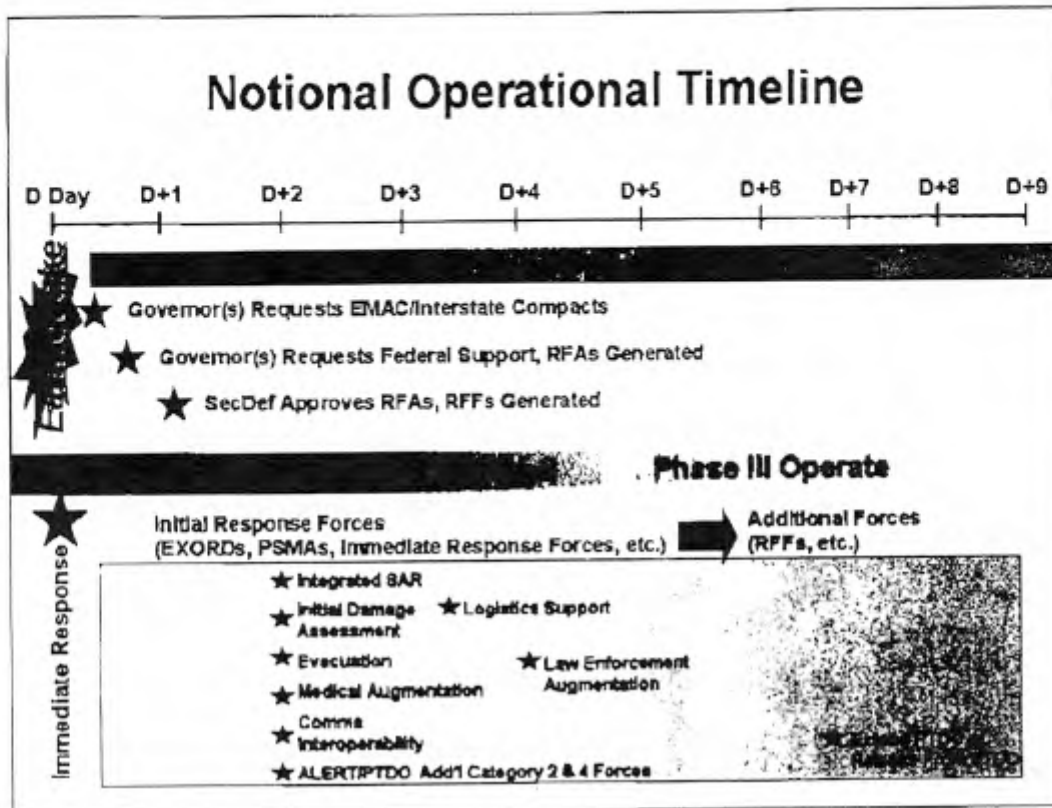 Notional Operational Timeline
D Day D+1 D+2 D+3 D+4 D+5 D+6 D+7 D+8 D+9
Earthquake
Governor(s) Requests EMAC/Interstate Compacts
Governor(s) Requests Federal Support, RFAs Generated
SecDef Approves RFAs, RFFs Generated
Phase III Operate
Immediate Response
Initial Response Forces
(EXORDs, PSMAs, Immediate Response Forces, etc.)
Additional Forces
(RFFs, etc.)
Integrated SAR
Initial Damage
Assessment
Logistics Support
Evacuation
Law Enforcement
Augmentation
Medical Augmentation
Comms
Interoperability
ALERT/PTDO Add'l Category 2 & 4 Forces